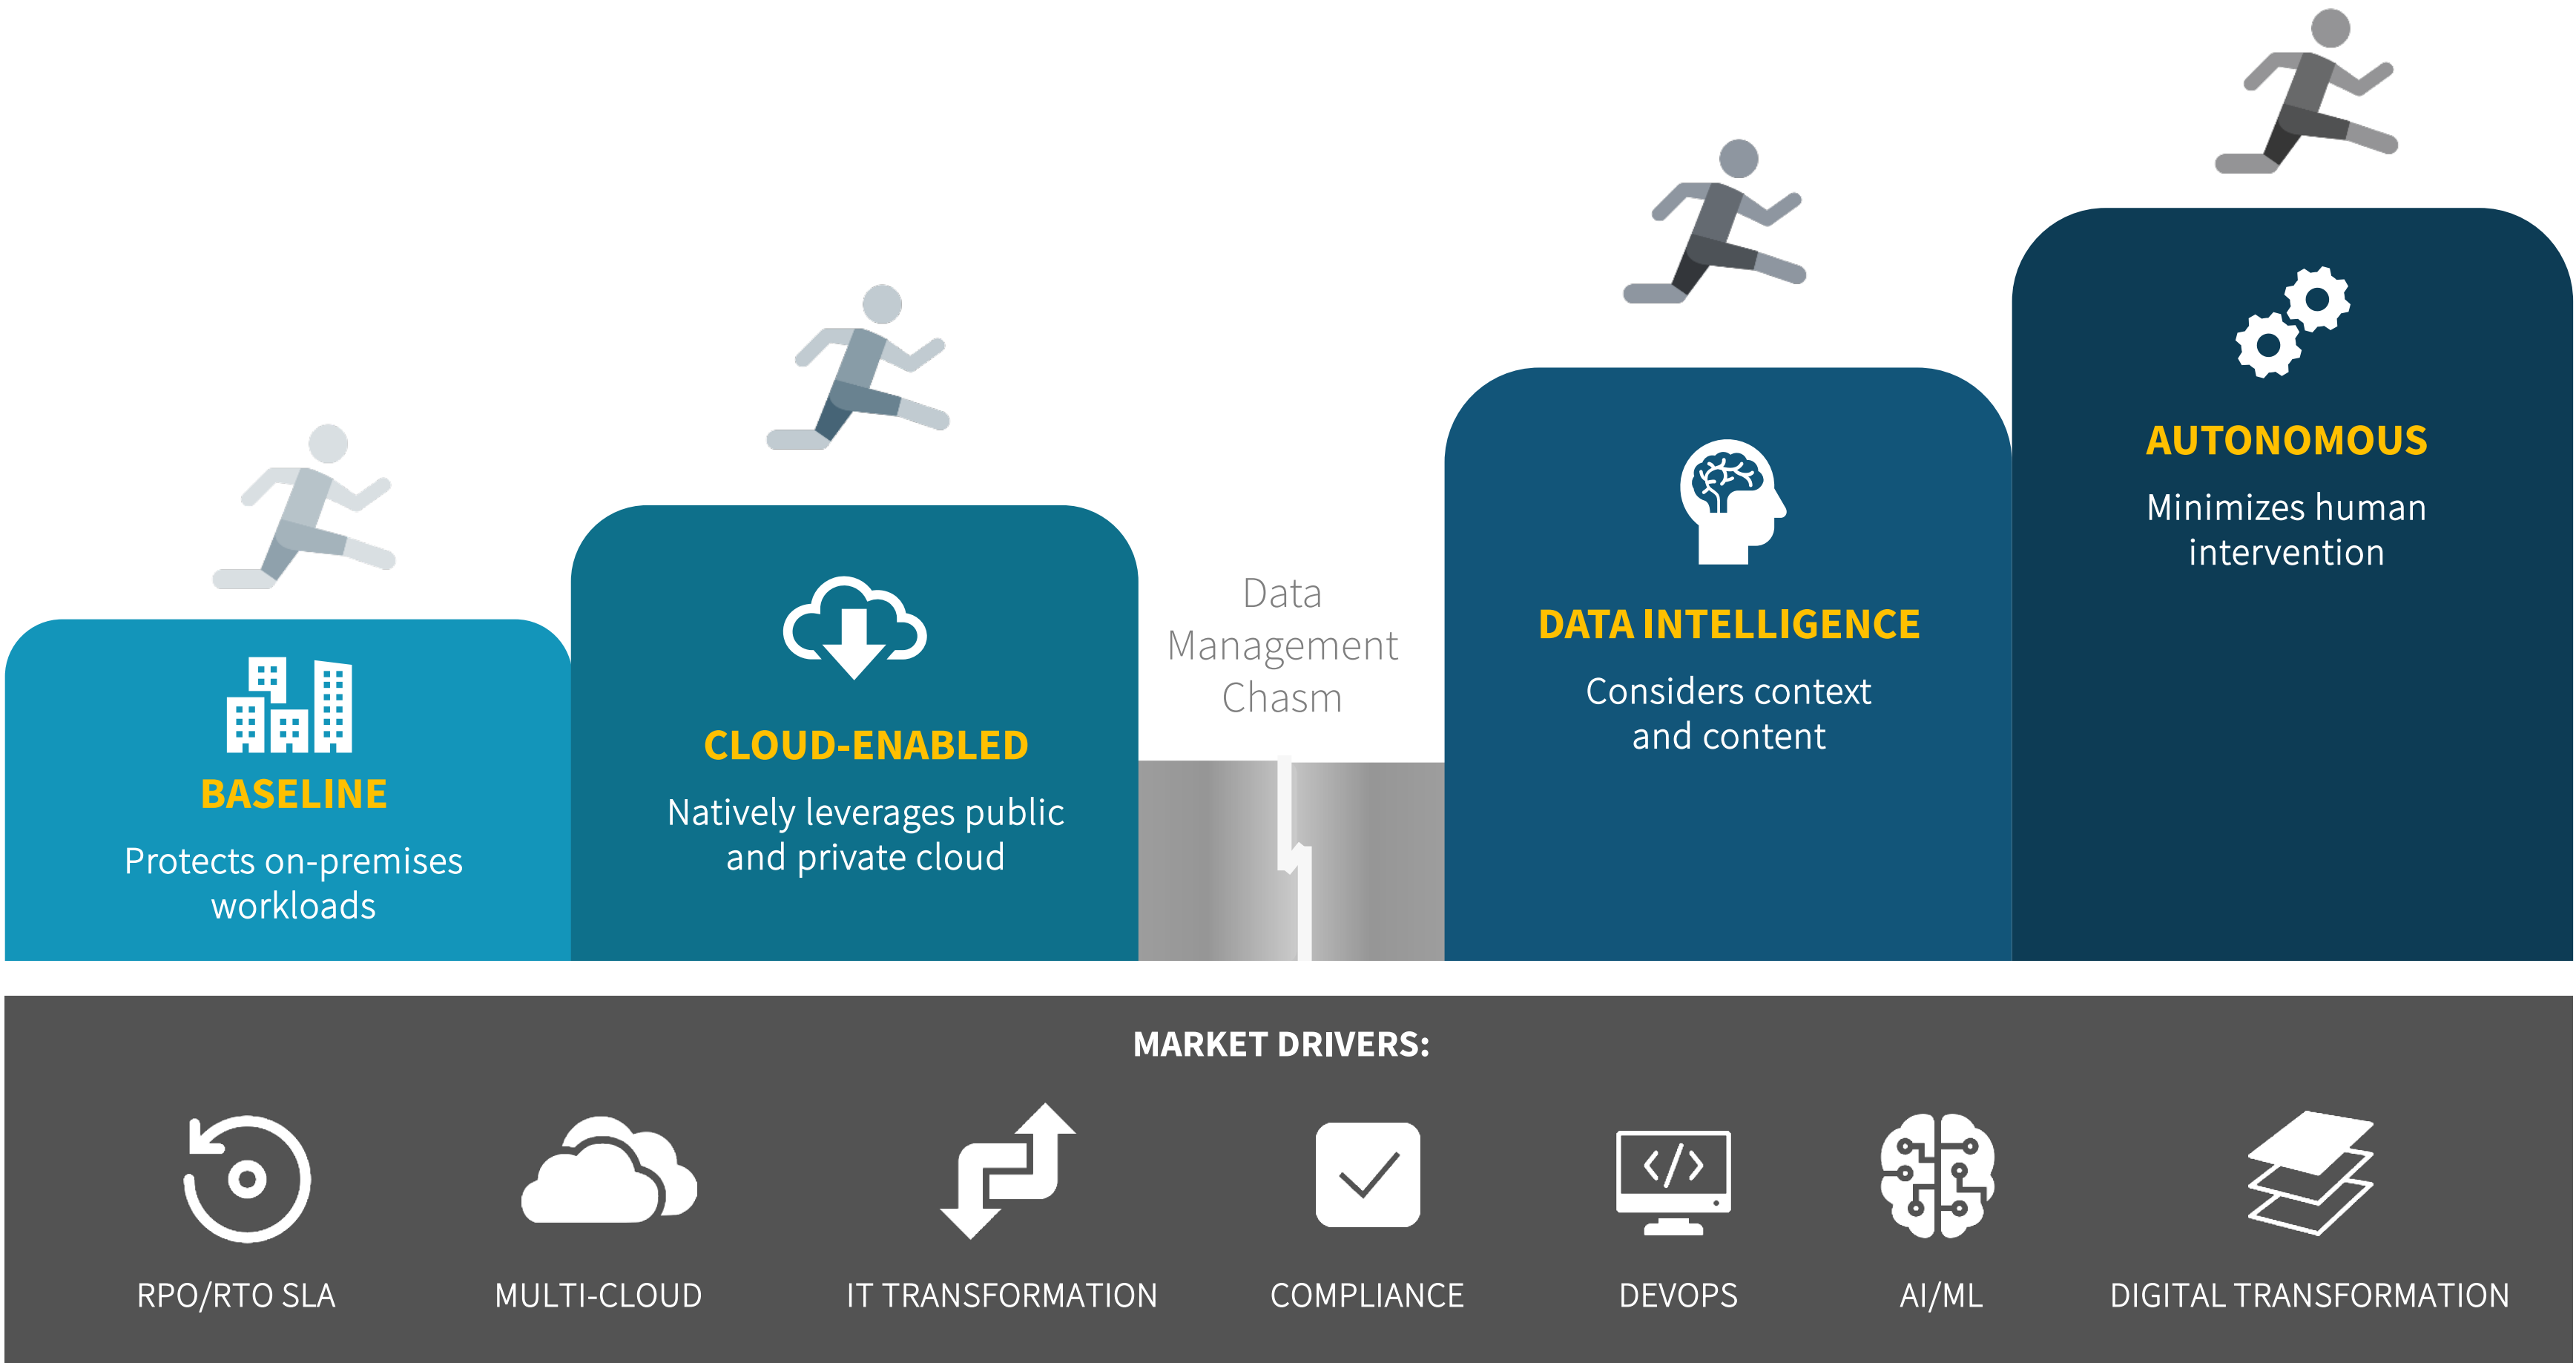 BASELINE
Protects on-premises
workloads
CLOUD-ENABLED
Natively leverages public
and private cloud
Data
Management
Chasm
DATA INTELLIGENCE
Considers context
and content
AUTONOMOUS
Minimizes human
intervention
MARKET DRIVERS:
RPO/RTO SLA
MULTI-CLOUD
IT TRANSFORMATION
COMPLIANCE
DEVOPS
AI/ML
DIGITAL TRANSFORMATION